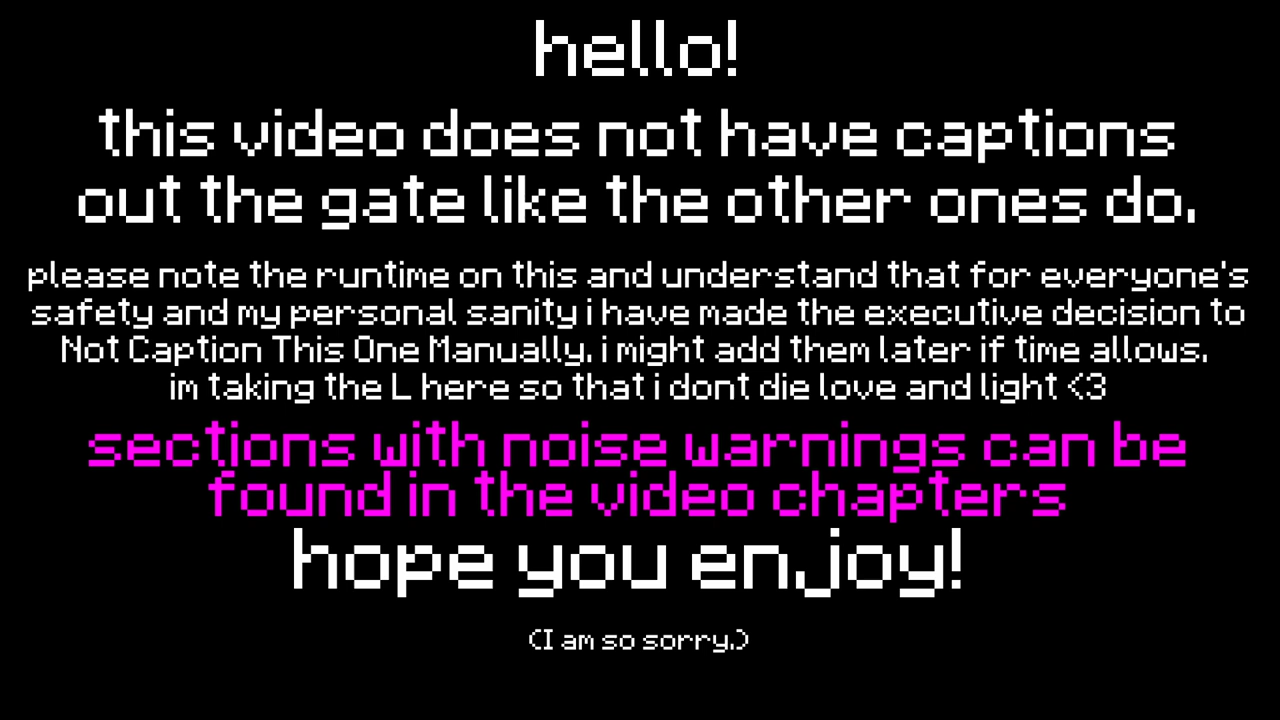 hello!
this video does not have captions
out the gate like the other ones do.
please note the runtime on this and understand that for everyone's
safety and my personal sanity i have made the executive decision to
Not Caption This One Manually. i might add them later if time allows.
im taking the L here so that i dont die love and light <3
sections with noise warnings can be
found in the video chapters
hope you enjoy!
(I am so sorry.)